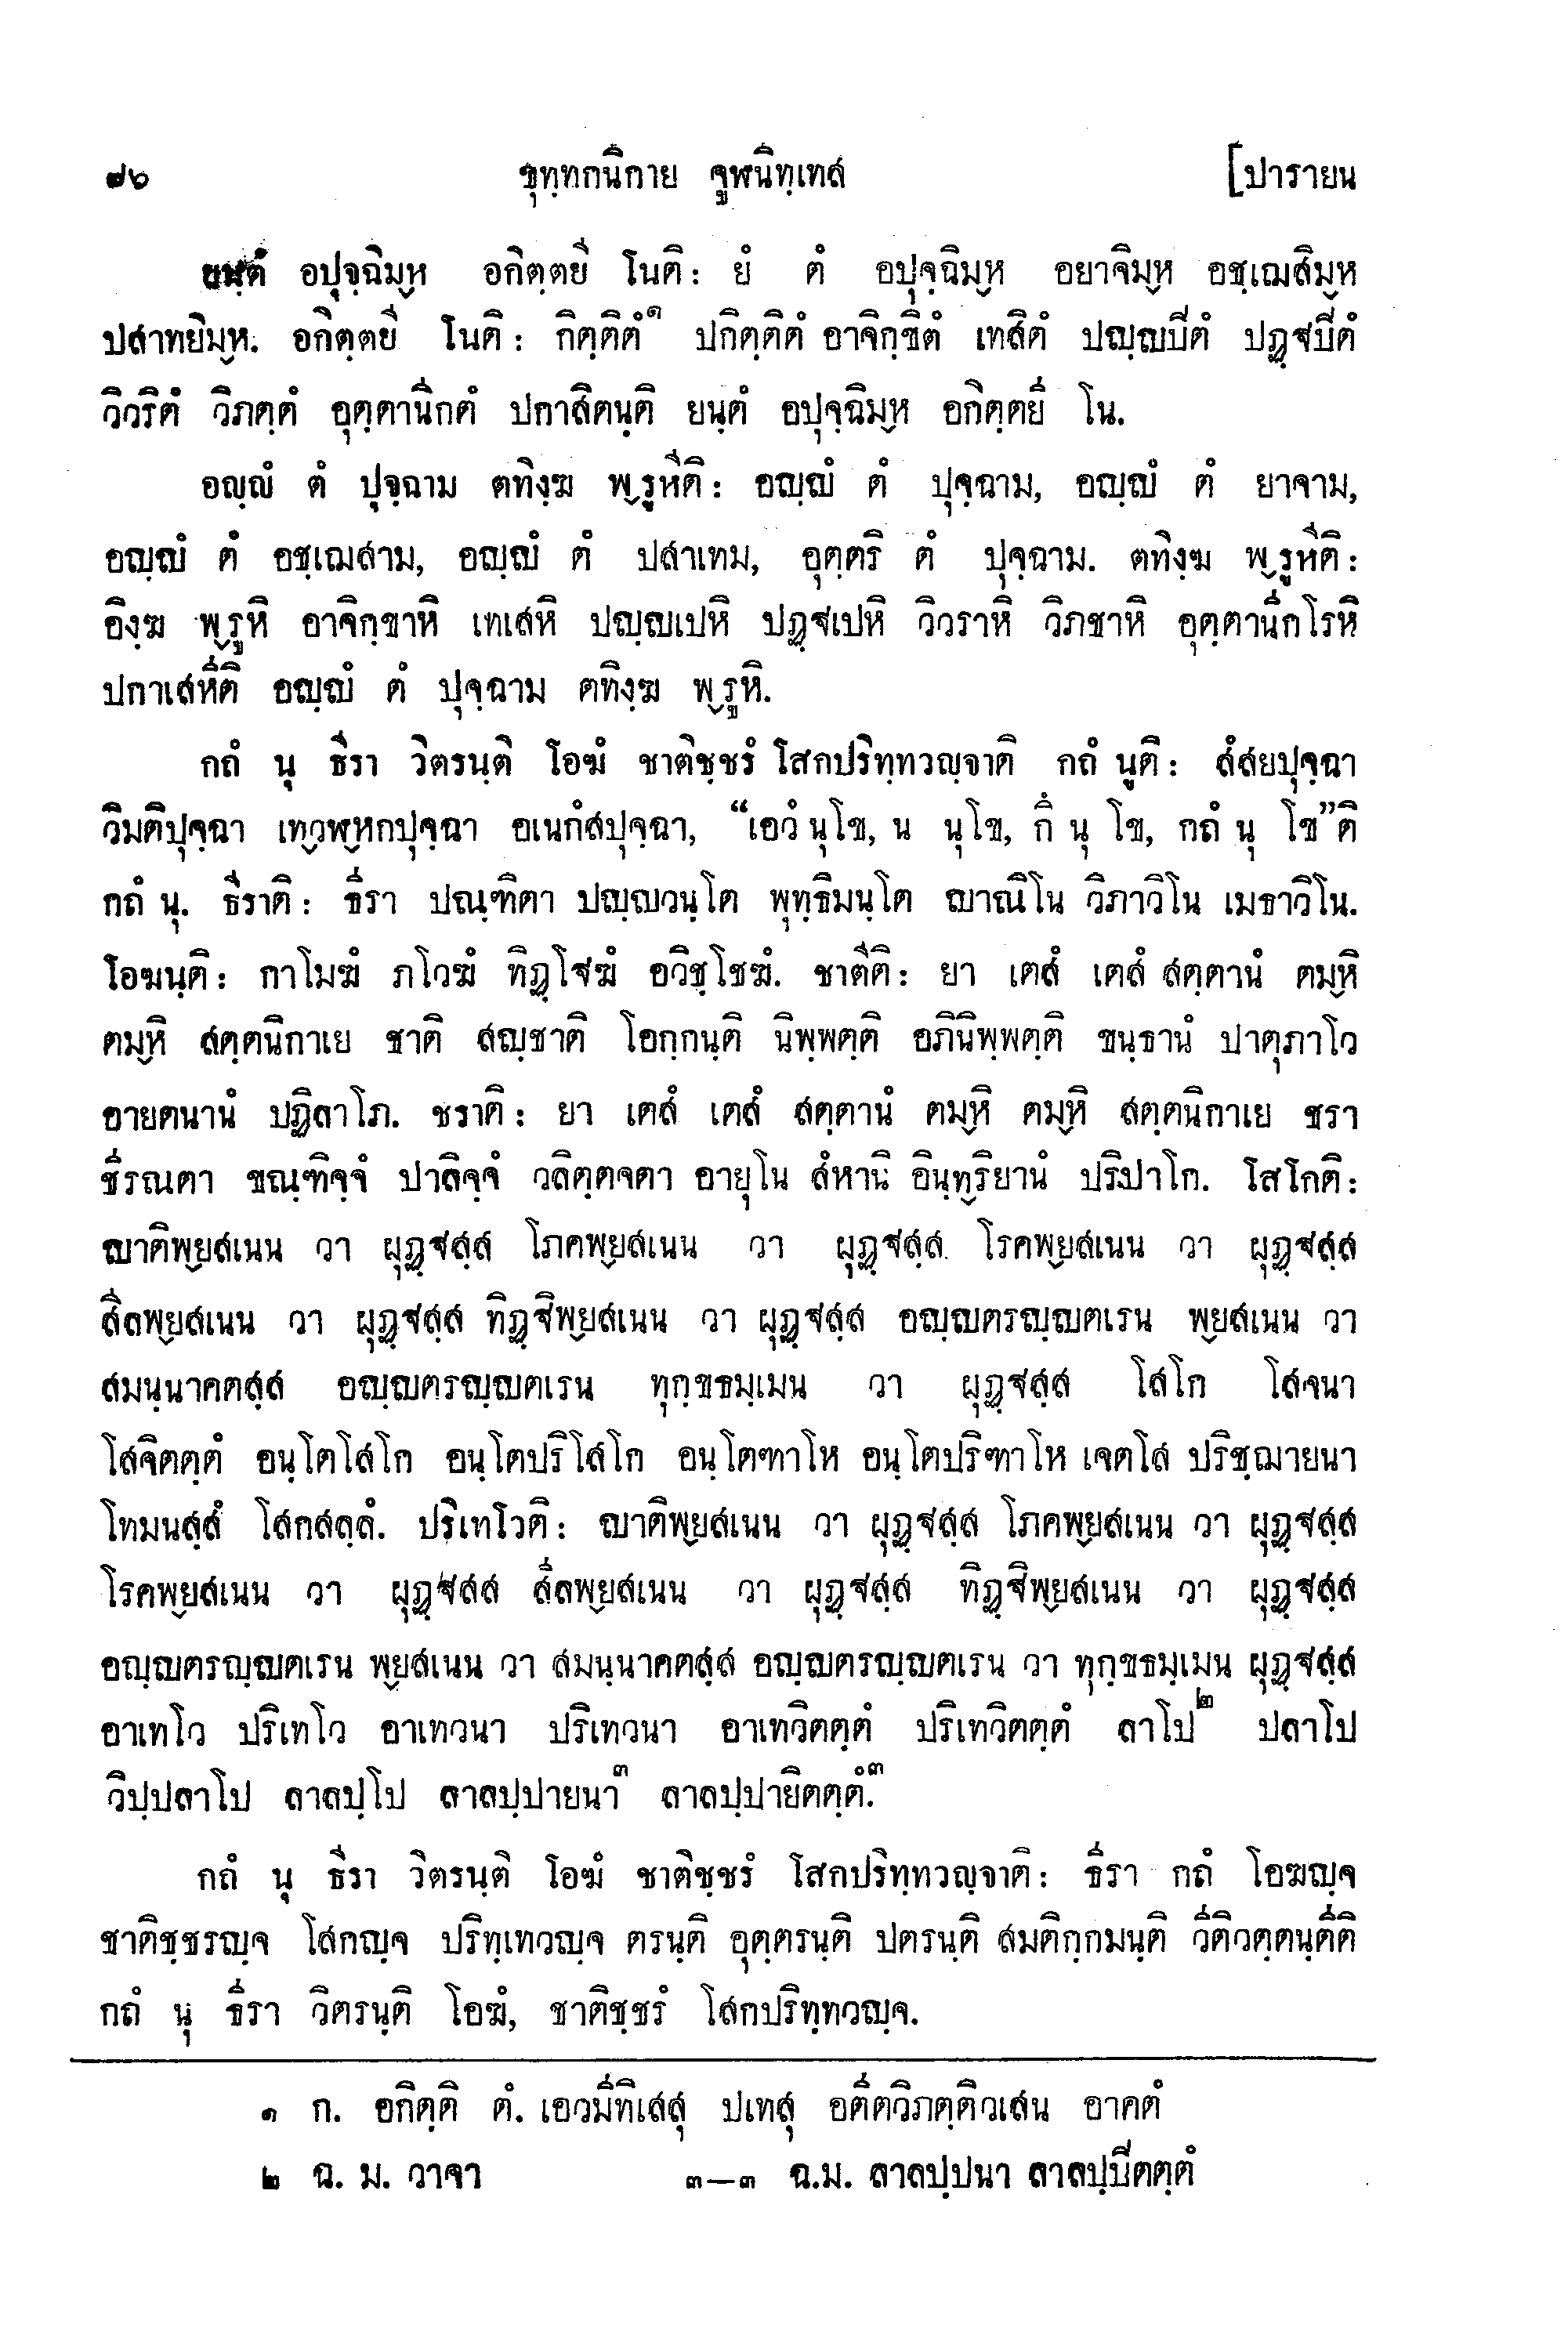 ๗๖ ขุทฺทกนิกาย จูฬนิทฺเทส [ปารายน
ยนฺตํ อปุจฺฉิมฺห อกิตฺตยี โนติ: ยํ ตํ อปุจฺฉิมฺห อยาจิมฺห อชฺเฌสิมฺห
ปสาทยิมฺห. อกิตฺตยี โนติ: กิตฺติตํ๑ ปกิตฺติตํ อาจิกฺขิตํ เทสิตํ ปญฺญปีตํ ปฏฺฐปีตํ
วิวริตํ วิภตฺตํ อุตฺตานีกตํ ปกาสิตนฺติ ยนฺตํ อปุจฺฉิมฺห อกิตฺตยี โน.
อญฺญํ ตํ ปุจฺฉาม ตทิงฺฆ พฺรูหีติ: อญฺญํ ตํ ปุจฺฉาม, อญฺญํ ตํ ยาจาม,
อญฺญํ ตํ อชฺเฌสาม, อญฺญํ ตํ ปสาเทม, อุตฺตรึ ตํ ปุจฺฉาม. ตทิงฺฆ พฺรูหีติ:
อิงฺฆ พฺรูหิ อาจิกฺขาหิ เทเสหิ ปญฺญเปหิ ปฏฺฐเปหิ วิวราหิ วิภชาหิ อุตฺตานีกโรหิ
ปกาเสหีติ อญฺญํ ตํ ปุจฺฉาม ตทิงฺฆ พฺรูหิ.
กถํ นุ ธีรา วิตรนฺติ โอฆํ ชาติชฺชรํ โสกปริทฺทวญฺจาติ กถํ นูติ: สํสยปุจฺฉา
วิมติปุจฺฉา เทฺวฬฺหกปุจฺฉา อเนกํสปุจฺฉา, “เอวํ นุโข, น นุโข, กึ นุ โข, กถํ นุ โข”ติ
กถํ นุ. ธีราติ: ธีรา ปณฺฑิตา ปญฺญวนฺโต พุทฺธิมนฺโต ญาณิโน วิภาวิโน เมธาวิโน.
โอฆนฺติ: กาโมฆํ ภโวฆํ ทิฏฺโฐฆํ อวิชฺโชฆํ. ชาตีติ: ยา เตสํ เตสํ สตฺตานํ ตมฺหิ
ตมฺหิ สตฺตนิกาเย ชาติ สญฺชาติ โอกฺกนฺติ นิพฺพตฺติ อภินิพฺพตฺติ ขนฺธานํ ปาตุภาโว
อายตนานํ ปฏิลาโภ. ชราติ: ยา เตสํ เตสํ สตฺตานํ ตมฺหิ ตมฺหิ สตฺตนิกาเย ชรา
ชีรณตา ขณฺฑิจฺจํ ปาลิจฺจํ วลิตฺตจตา อายุโน สํหานิ อินฺทฺริยานํ ปริปาโก. โสโกติ:
ญาติพฺยสเนน วา ผุฏฺฐสฺส โภคพฺยสเนน วา ผุฏฺฐสฺส โรคพฺยสเนน วา ผุฏฺฐสฺส
สีลพฺยสเนน วา ผุฏฺฐสฺส ทิฏฺฐิพฺยสเนน วา ผุฏฺฐสฺส อญฺญตรญฺญตเรน พฺยสเนน วา
สมนฺนาคตสฺส อญฺญตรญฺญตเรน ทุกฺขธมฺเมน วา ผุฏฺฐสฺส โสโก โสจนา
โสจิตตฺตํ อนฺโตโสโก อนฺโตปริโสโก อนฺโตฑาโห อนฺโตปริฑาโห เจตโส ปริชฺฌายนา
โทมนสฺสํ โสกสลฺลํ. ปริเทโวติ: ญาติพฺยสเนน วา ผุฏฺฐสฺส โภคพฺยสเนน วา ผุฏฺฐสฺส
โรคพฺยสเนน วา ผุฏฺฐสส สีลพฺยสเนน วา ผุฏฺฐสฺส ทิฏฺฐิพฺยสเนน วา ผุฏฺฐสฺส
อญฺญตรญฺญตเรน พฺยสเนน วา สมนฺนาคตสฺส อญฺญตรญฺญตเรน วา ทุกฺขธมฺเมน ผุฏฺฐสฺส
อาเทโว ปริเทโว อาเทวนา ปริเทวนา อาเทวิตตฺตํ ปริเทวิตตฺตํ ลาโป๒ ปลาโป
วิปฺปลาโป ลาลปฺโป ลาลปฺปายนา๓ ลาลปฺปายิตตฺตํ.๓
กถํ นุ ธีรา วิตรนฺติ โอฆํ ชาติชฺชรํ โสกปริทฺทวญฺจาติ: ธีรา กถํ โอฆญฺจ
ชาติชฺชรญฺจ โสกญฺจ ปริทฺเทวญฺจ ตรนฺติ อุตฺตรนฺติ ปตรนฺติ สมติกฺกมนฺติ วีติวตฺตนฺตีติ
กถํ นุ ธีรา วิตรนฺติ โอฆํ, ชาติชฺชรํ โสกปริทฺทวญฺจ.
๑ ก. อกิตฺติ ตํ. เอวมีทิเสสุ ปเทสุ อตีตวิภตฺติวเสน อาคตํ
๒ ฉ. ม. วาจา ๓—๓ ฉ.ม. ลาลปฺปนา ลาลปฺปีตตฺตํ